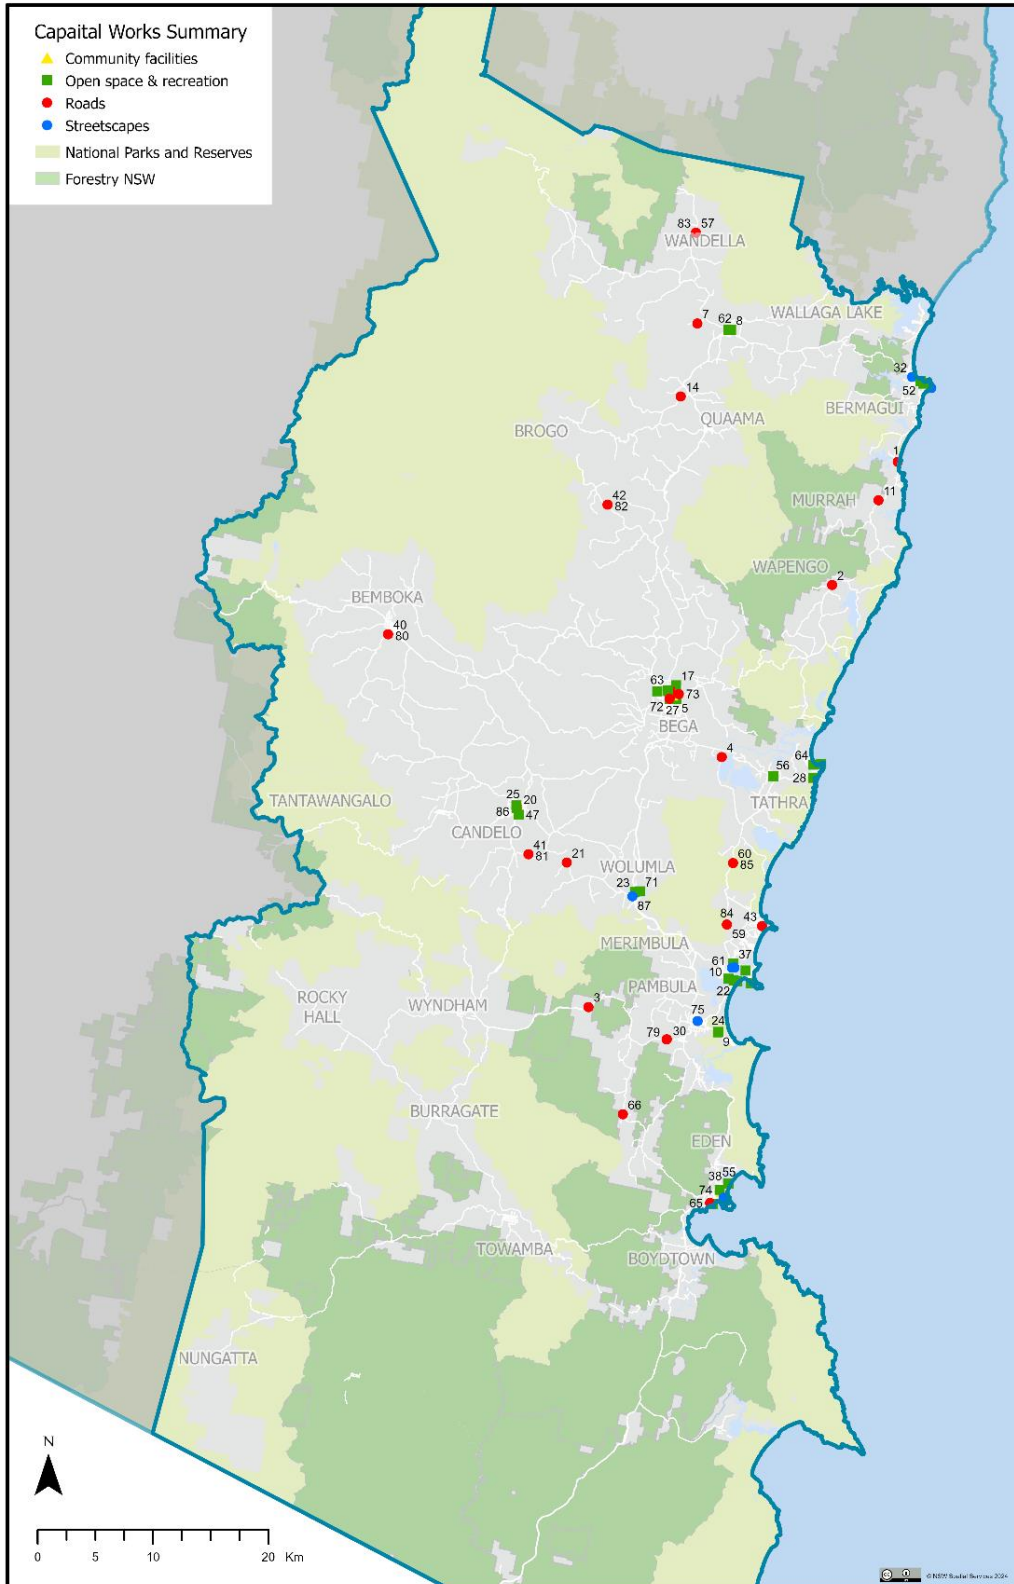 Capaital Works Summary
Community facilities
Open space & recreation
Roads
Streetscapes
National Parks and Reserves
Forestry NSW
83 57
WANDELLA
7
62 8
WALLAGA LAKE
32
52
BERMAGUI
14
QUAAMA
BROGO
1
11
MURRAH
42
82
WAPENGO
2
BEMBOKA
40
80
17
63
73
72 27 5
BEGA
4
64
56
28
TATHRA
TANTAWANGALO
25
20
86 47
CANDELO
41
81
21
60
85
WOLUMLA
23 71
87
84 43
59
MERIMBULA
61 37
10
22
PAMBULA
ROCKY
HALL
WYNDHAM
3
75
24
9
79 30
66
BURRAGATE
EDEN
38 55
74
65
TOWAMBA
BOYDTOWN
NUNGATTA
N
0 5 10 20 Km
© NSW Spatial Services 2024